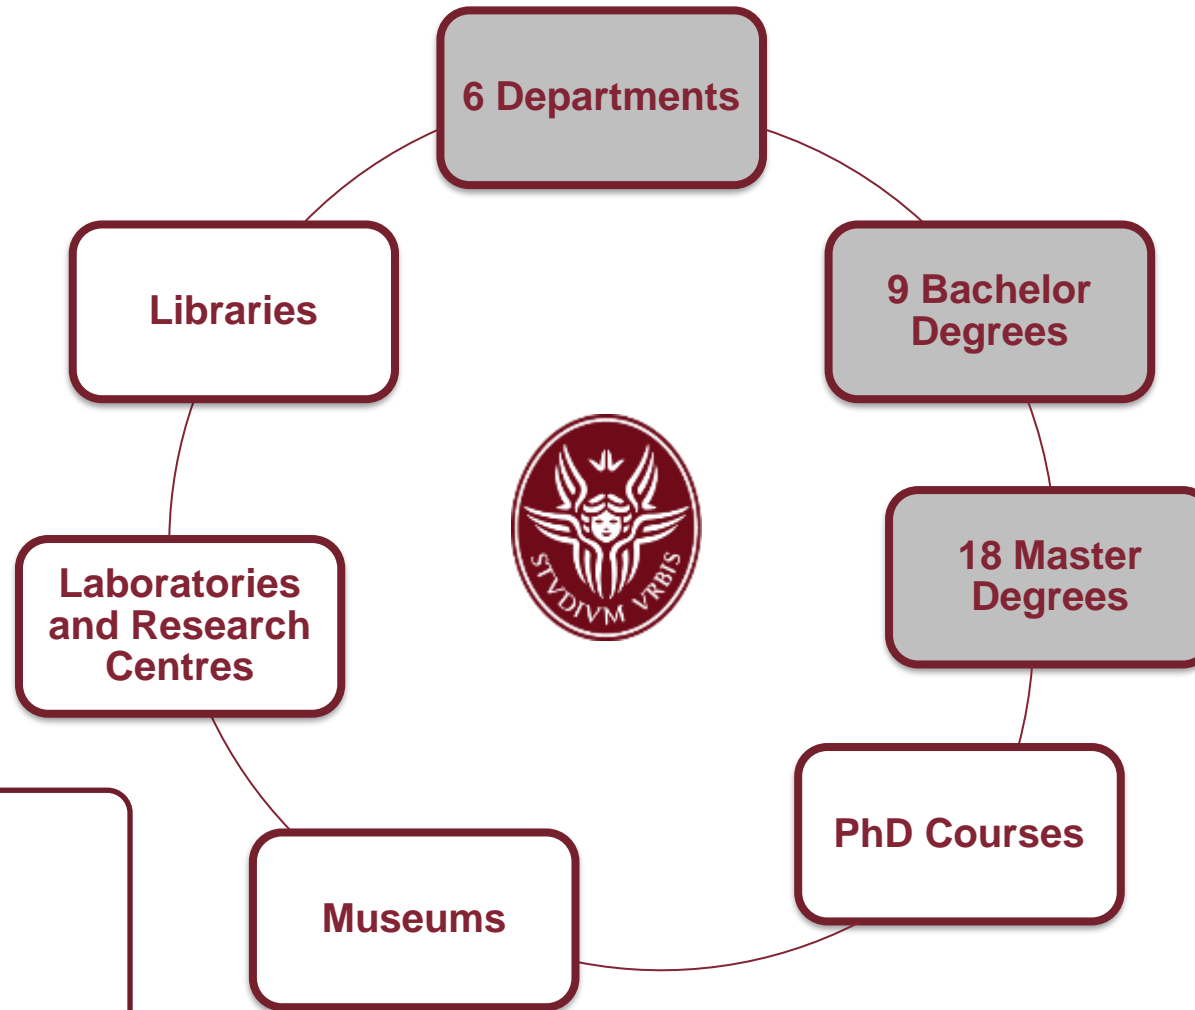 6 Departments
9 Bachelor
Degrees
18 Master
Degrees
PhD Courses
Museums
Laboratories
and Research
Centres
Libraries
STVDIVM VRBIS